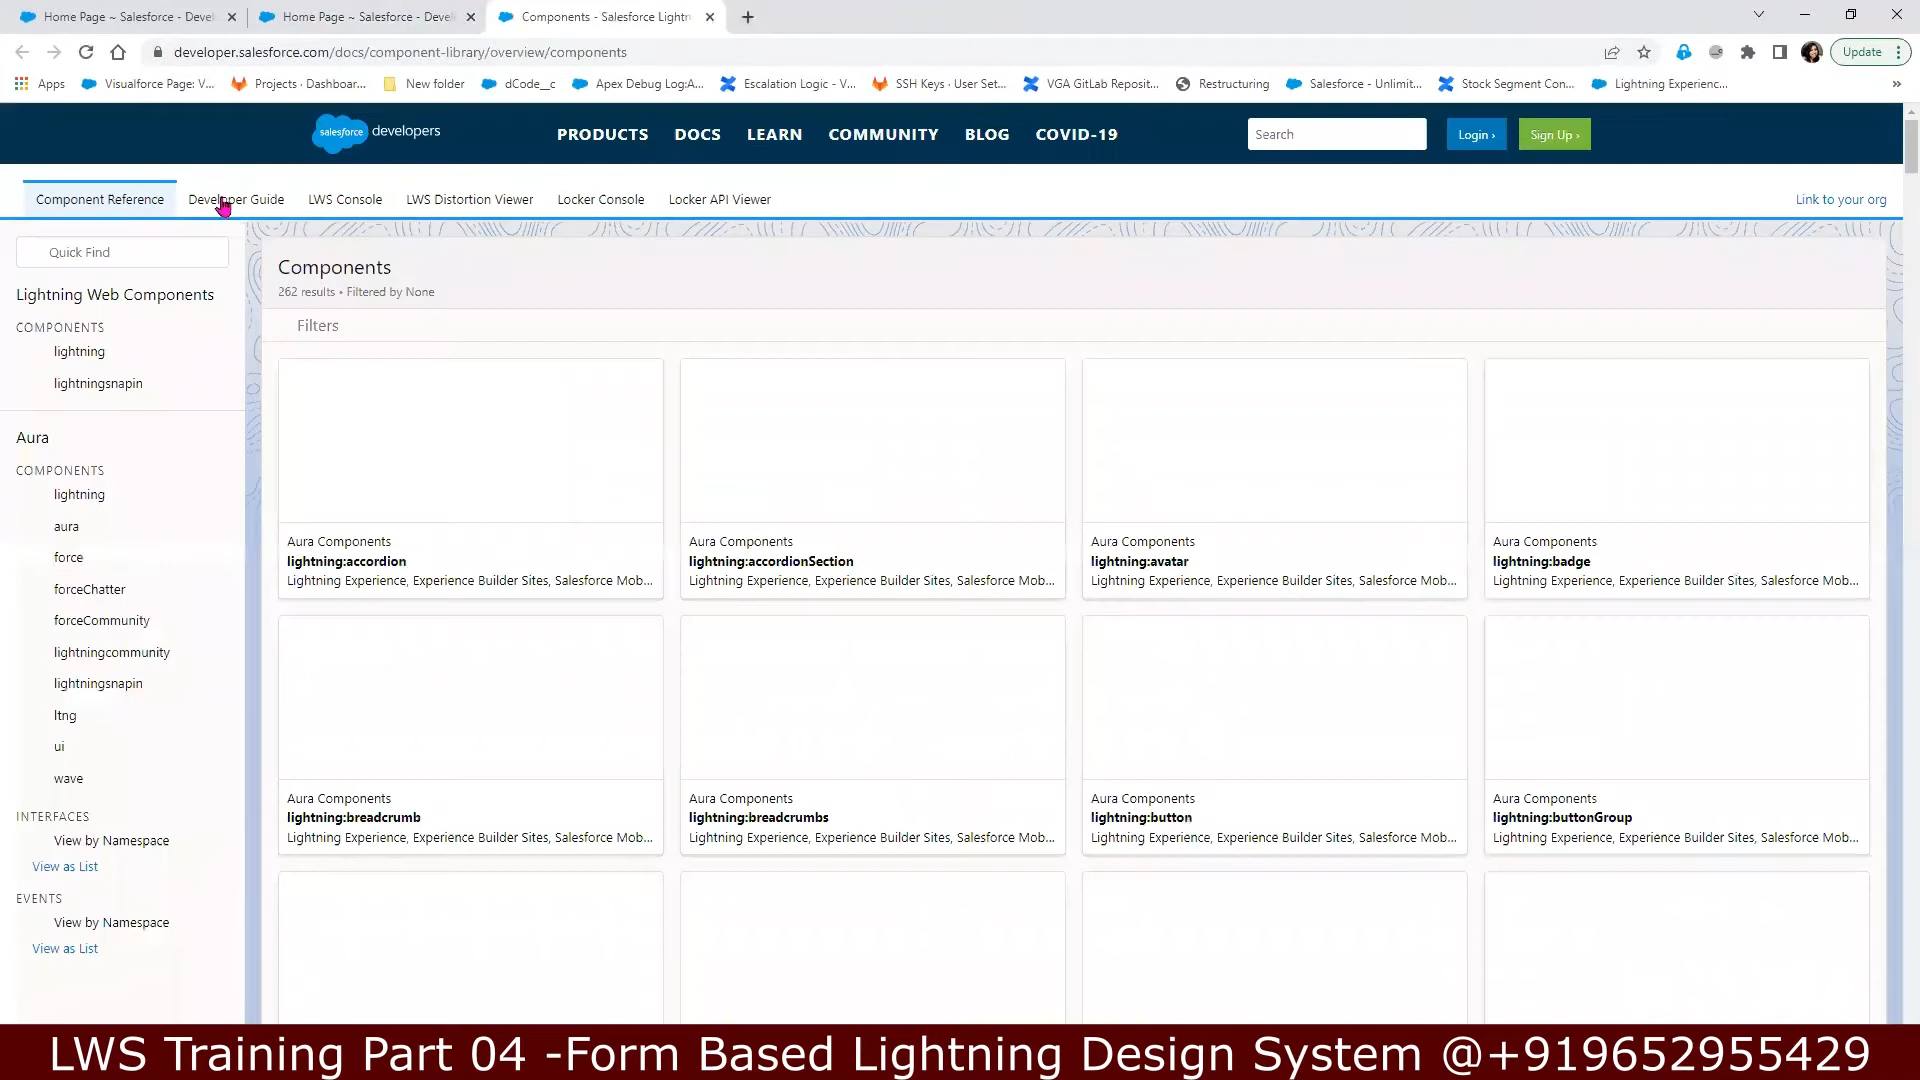 Home Page ~ Salesforce - Devel
Home Page ~ Salesforce - Devel
Components - Salesforce Lightn
developer.salesforce.com/docs/component-library/overview/components
Update
Apps
Visualforce Page: V...
Projects · Dashboar...
New folder
dCode__c
Apex Debug Log:A...
Escalation Logic - V...
SSH Keys · User Set...
VGA GitLab Reposit...
Restructuring
Salesforce - Unlimit...
Stock Segment Con...
Lightning Experienc...
»
salesforce developers
PRODUCTS
DOCS
LEARN
COMMUNITY
BLOG
COVID-19
Search
Login ›
Sign Up ›
Component Reference
Developer Guide
LWS Console
LWS Distortion Viewer
Locker Console
Locker API Viewer
Link to your org
Quick Find
Lightning Web Components
COMPONENTS
lightning
lightningsnapin
Aura
COMPONENTS
lightning
aura
force
forceChatter
forceCommunity
lightningcommunity
lightningsnapin
ltng
ui
wave
INTERFACES
View by Namespace
View as List
EVENTS
View by Namespace
View as List
Components
262 results • Filtered by None
Filters
Aura Components
lightning:accordion
Lightning Experience, Experience Builder Sites, Salesforce Mob...
Aura Components
lightning:accordionSection
Lightning Experience, Experience Builder Sites, Salesforce Mob...
Aura Components
lightning:avatar
Lightning Experience, Experience Builder Sites, Salesforce Mob...
Aura Components
lightning:badge
Lightning Experience, Experience Builder Sites, Salesforce Mob...
Aura Components
lightning:breadcrumb
Lightning Experience, Experience Builder Sites, Salesforce Mob...
Aura Components
lightning:breadcrumbs
Lightning Experience, Experience Builder Sites, Salesforce Mob...
Aura Components
lightning:button
Lightning Experience, Experience Builder Sites, Salesforce Mob...
Aura Components
lightning:buttonGroup
Lightning Experience, Experience Builder Sites, Salesforce Mob...
LWS Training Part 04 -Form Based Lightning Design System @+919652955429